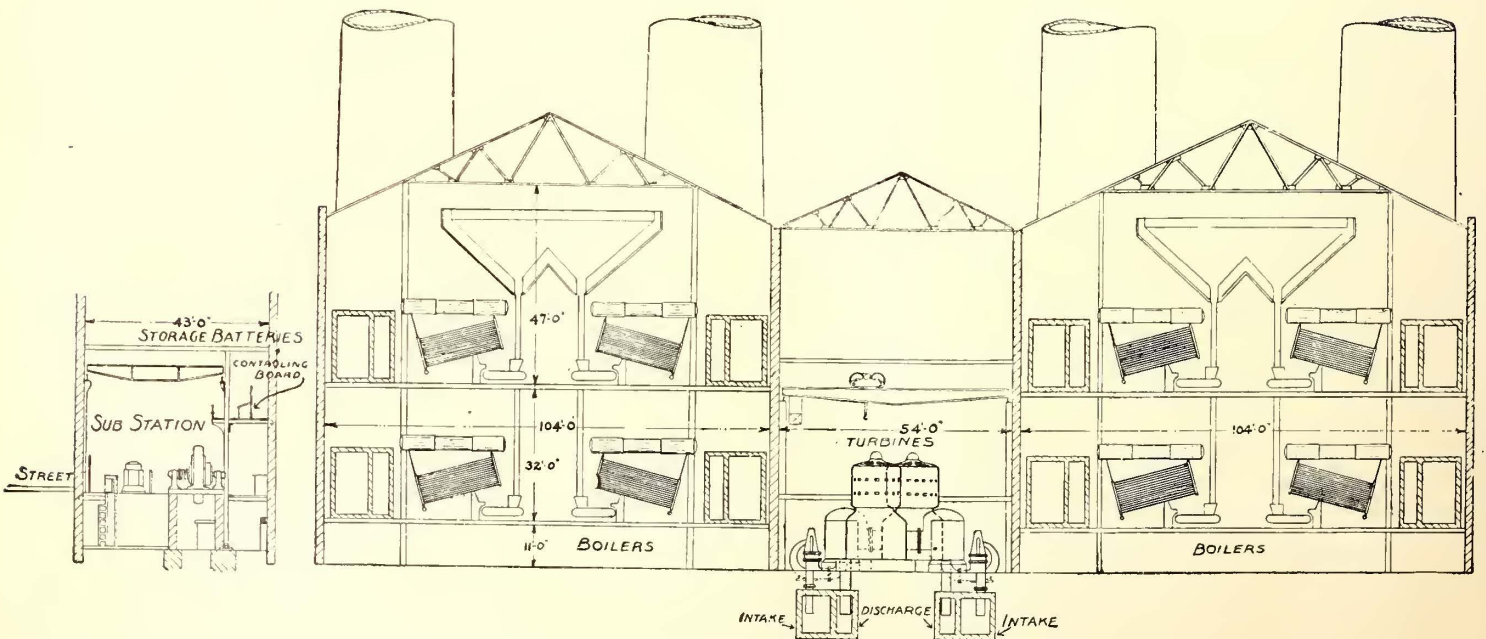 43'-0"
STORAGE BATTERIES
CONTROLING
BOARD
SUB STATION
STREET
47'-0"
104'-0"
32'-0"
11'-0"
BOILERS
54'-0"
TURBINES
104'-0"
BOILERS
INTAKE
DISCHARGE
INTAKE